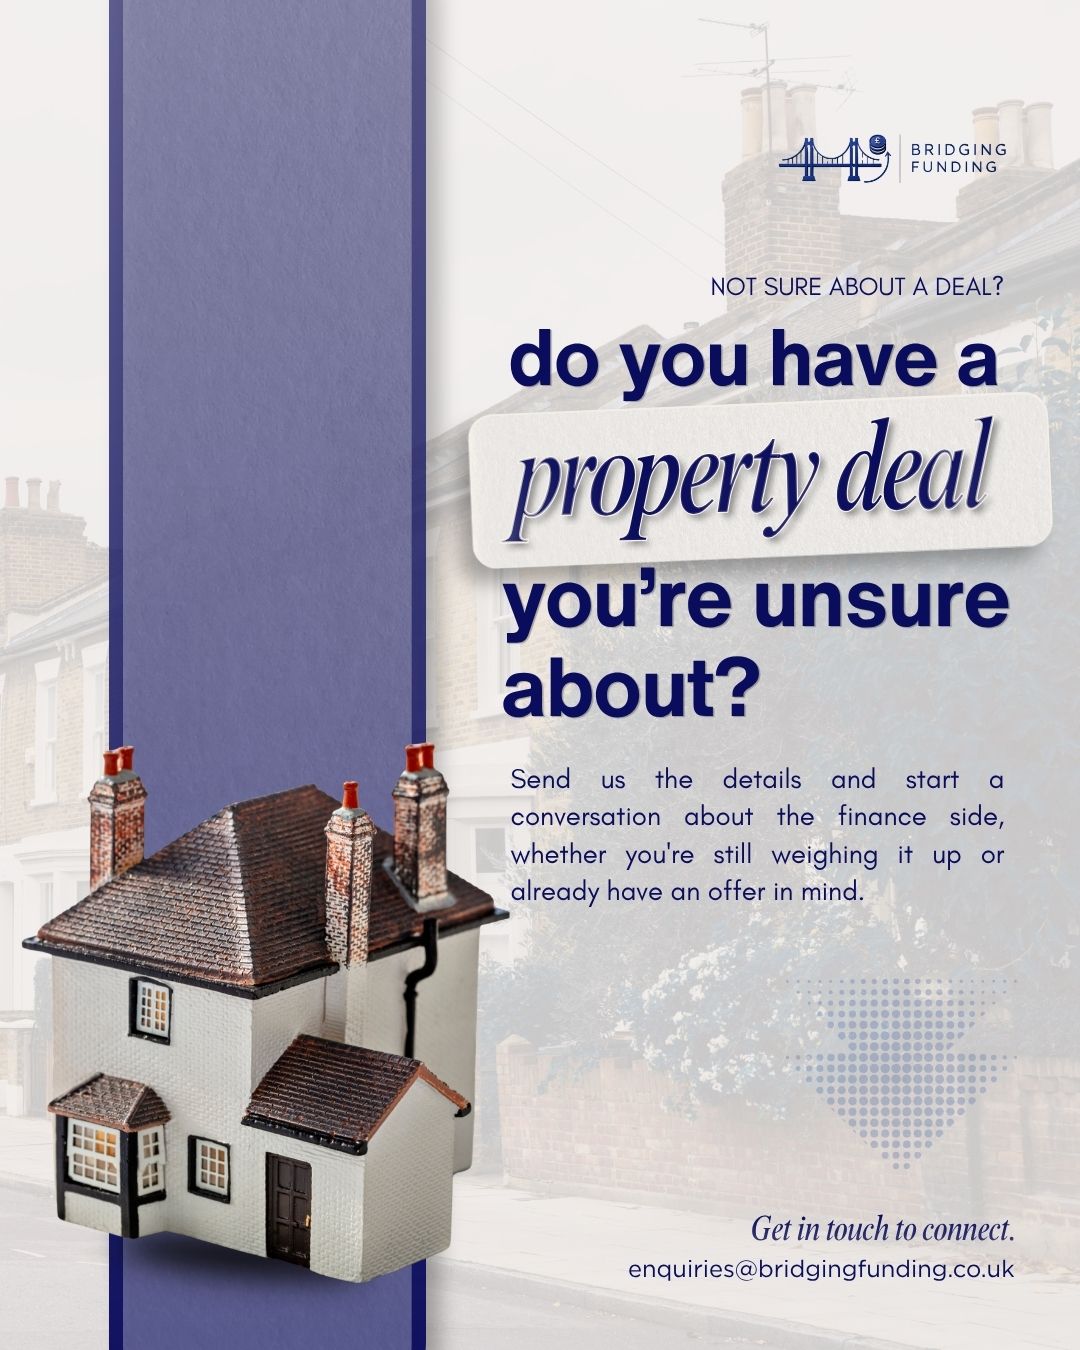 £
BRIDGING
FUNDING
NOT SURE ABOUT A DEAL?
do you have a
property deal
you’re unsure
about?
Send us the details and start a
conversation about the finance side,
whether you're still weighing it up or
already have an offer in mind.
Get in touch to connect.
enquiries@bridgingfunding.co.uk